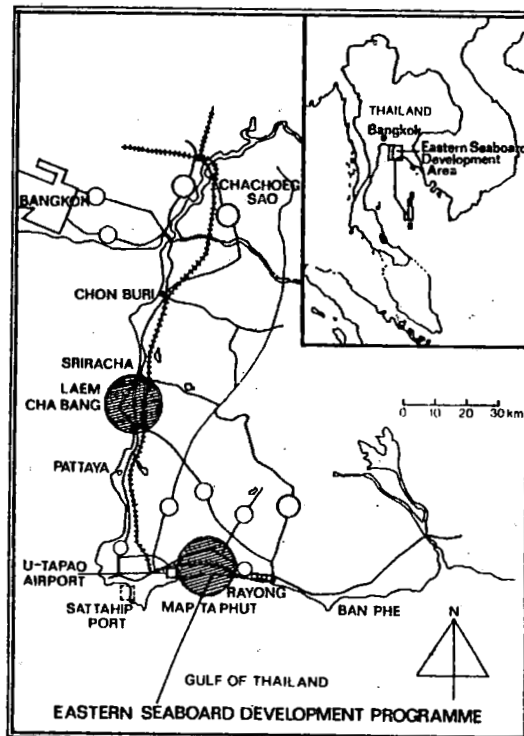 THAILAND
Bangkok
Eastern Seaboard
Development
Area
BANGKOK
CHACHOEG
SAO
CHON BURI
SRIRACHA
LAEM
CHA BANG
0 10 20 30 km
PATTAYA
U-TAPAO
AIRPORT
SATTAHIP
PORT
MAP TA PHUT
RAYONG
BAN PHE
N
GULF OF THAILAND
EASTERN SEABOARD DEVELOPMENT PROGRAMME